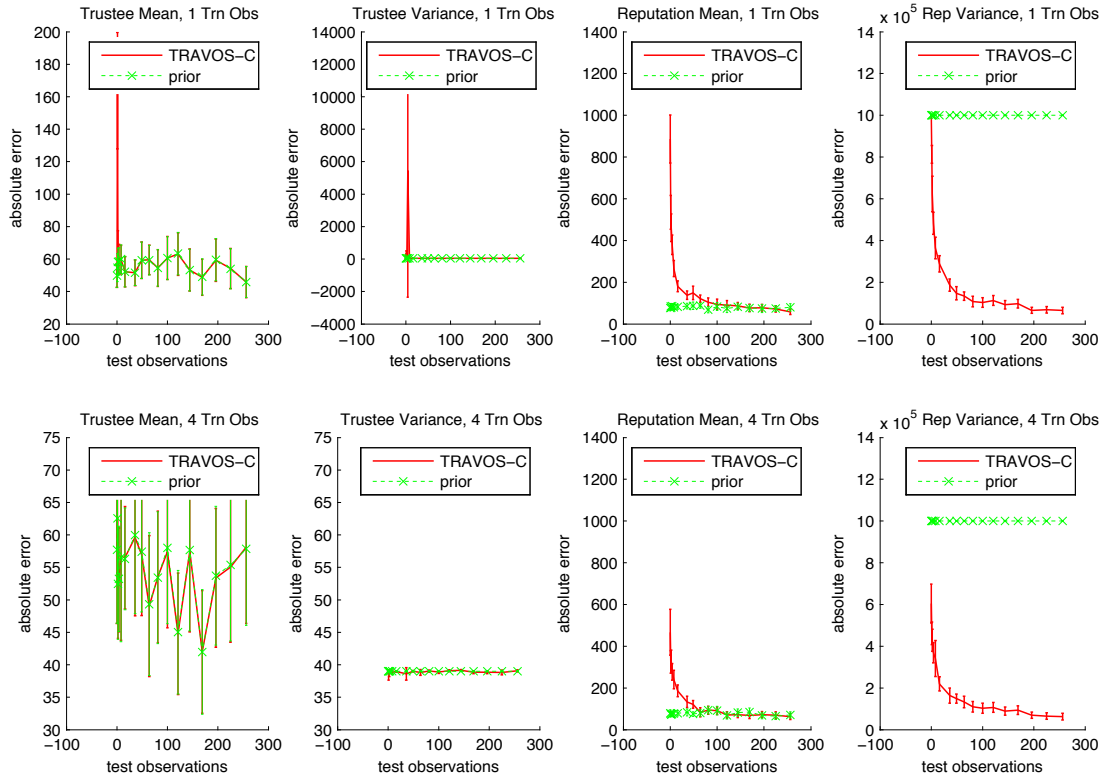 Trustee Mean, 1 Trn Obs
200
180
160
140
120
100
80
60
40
20
−100
0
100
200
300
absolute error
test observations
TRAVOS−C
prior
Trustee Variance, 1 Trn Obs
14000
12000
10000
8000
6000
4000
2000
0
−2000
−4000
−100
0
100
200
300
absolute error
test observations
TRAVOS−C
prior
Reputation Mean, 1 Trn Obs
1400
1200
1000
800
600
400
200
0
−100
0
100
200
300
absolute error
test observations
TRAVOS−C
prior
x 10^5 Rep Variance, 1 Trn Obs
14
12
10
8
6
4
2
0
−100
0
100
200
300
absolute error
test observations
TRAVOS−C
prior
Trustee Mean, 4 Trn Obs
75
70
65
60
55
50
45
40
35
30
−100
0
100
200
300
absolute error
test observations
TRAVOS−C
prior
Trustee Variance, 4 Trn Obs
75
70
65
60
55
50
45
40
35
30
−100
0
100
200
300
absolute error
test observations
TRAVOS−C
prior
Reputation Mean, 4 Trn Obs
1400
1200
1000
800
600
400
200
0
−100
0
100
200
300
absolute error
test observations
TRAVOS−C
prior
x 10^5 Rep Variance, 4 Trn Obs
14
12
10
8
6
4
2
0
−100
0
100
200
300
absolute error
test observations
TRAVOS−C
prior